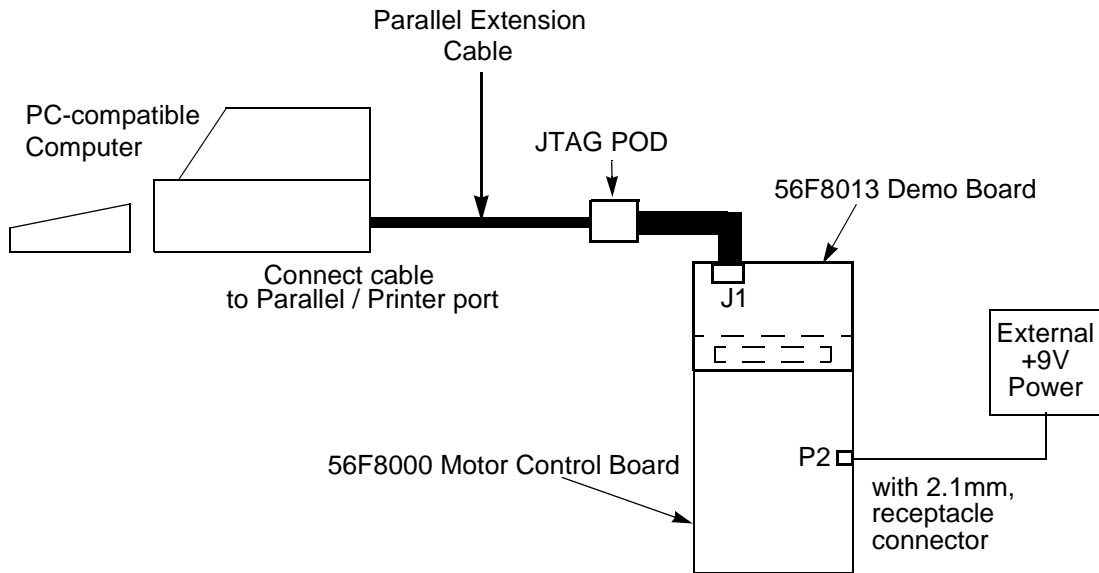 Parallel Extension
Cable
PC-compatible
Computer
JTAG POD
56F8013 Demo Board
Connect cable
to Parallel / Printer port
J1
External
+9V
Power
P2
56F8000 Motor Control Board
with 2.1mm,
receptacle
connector